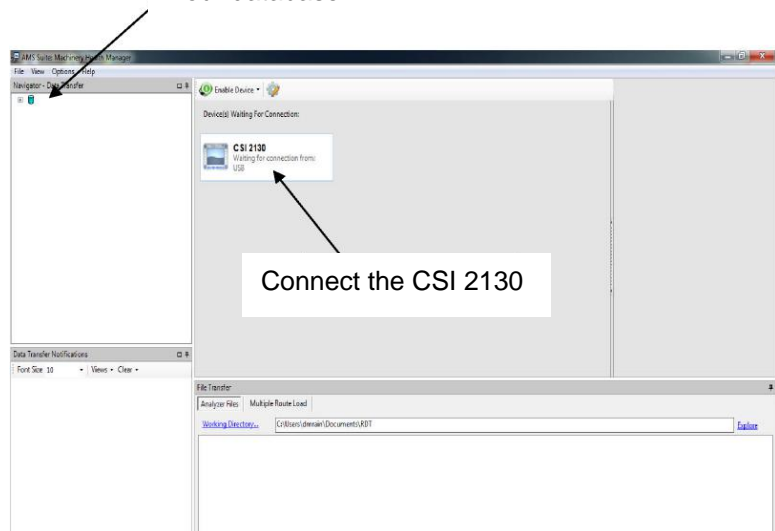 AMS Suite: Machinery Health Manager
File View Options Help
Navigator - Data Transfer
Enable Device
Device(s) Waiting For Connection:
CSI 2130
Waiting for connection from:
USB
Connect the CSI 2130
Data Transfer Notifications
Font Size 10 Views Clear
File Transfer
Analyzer Files Multiple Route Load
Working Directory... C:\Users\dmnain\Documents\RDT Explore